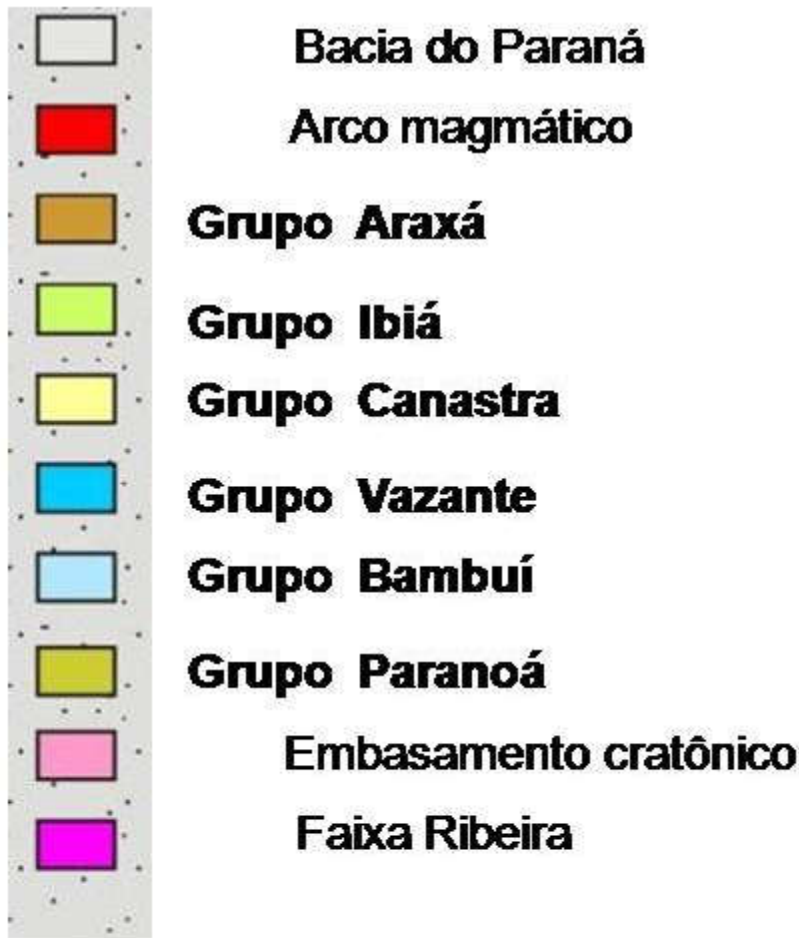 Bacia do Paraná
Arco magmático
Grupo Araxá
Grupo Ibiá
Grupo Canastra
Grupo Vazante
Grupo Bambuí
Grupo Paranoá
Embasamento cratônico
Faixa Ribeira